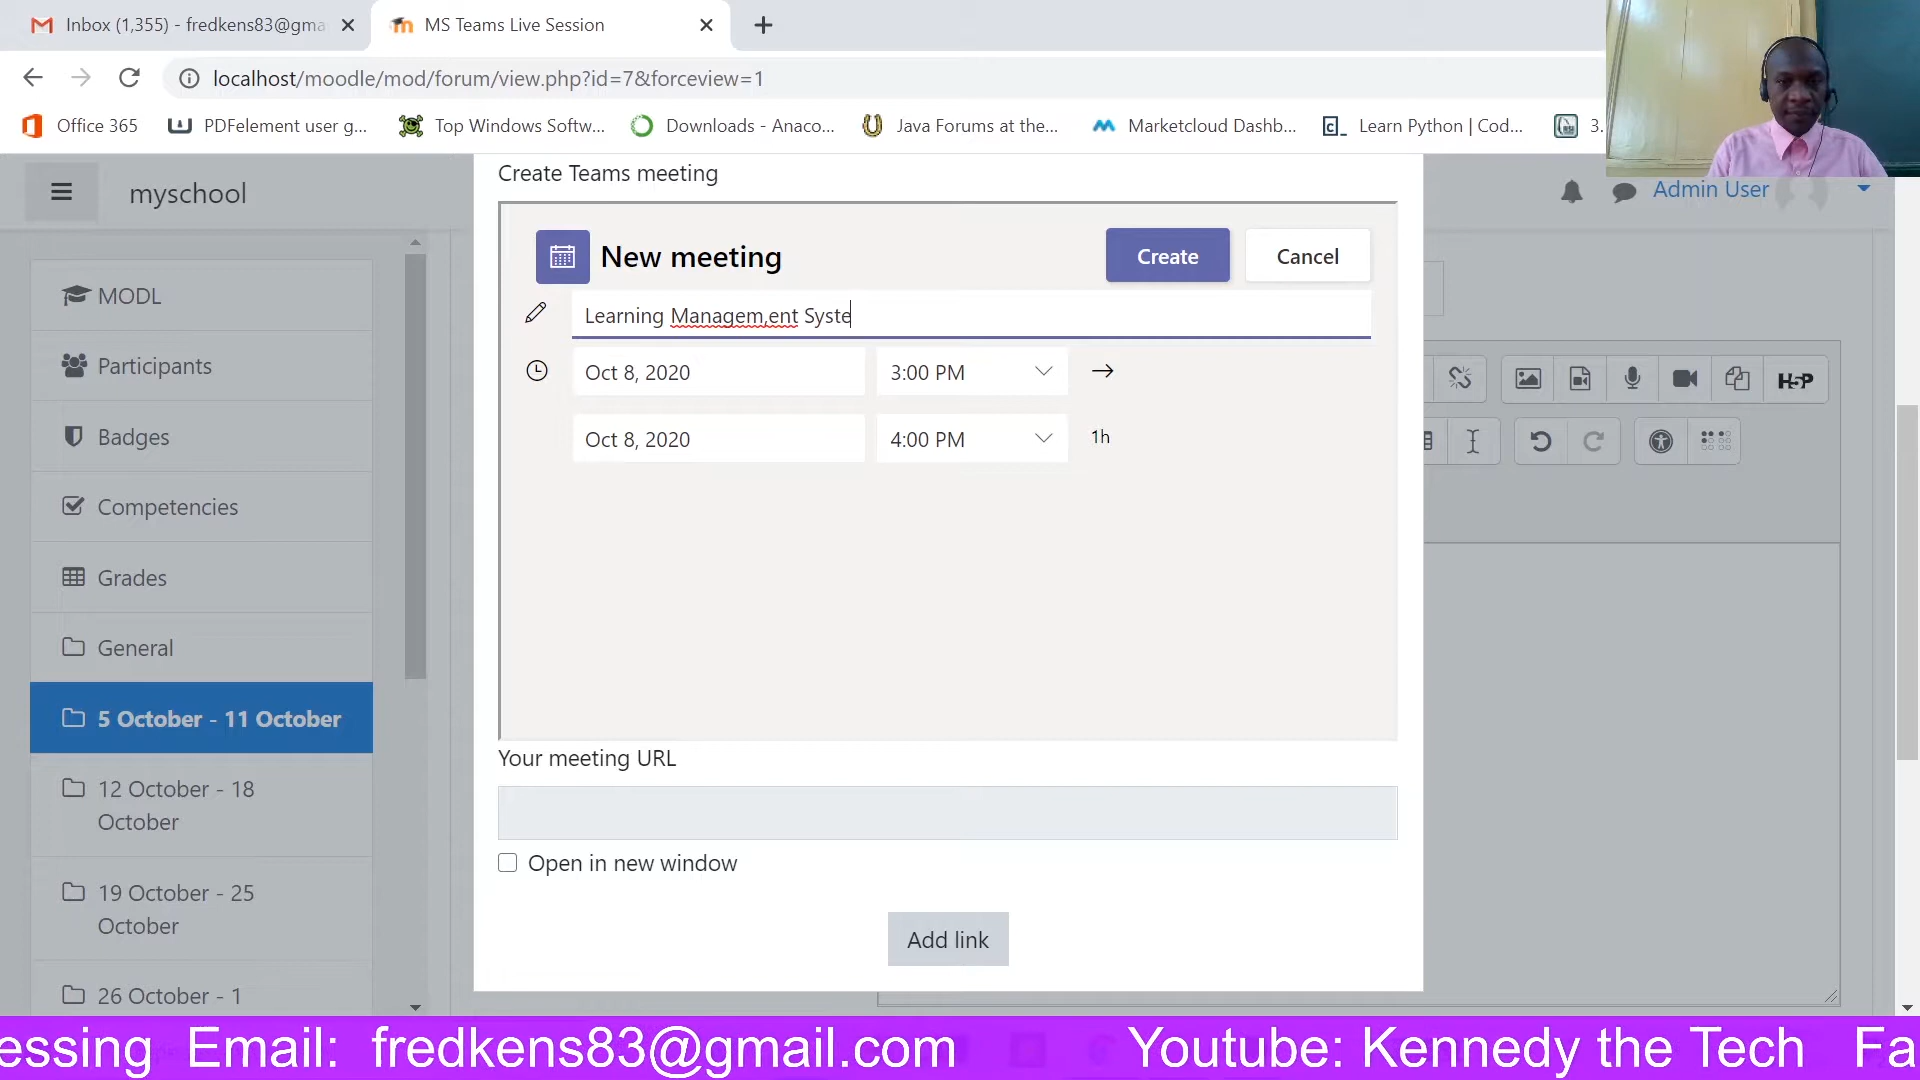 Inbox (1,355) - fredkens83@gma
MS Teams Live Session
localhost/moodle/mod/forum/view.php?id=7&forceview=1
Office 365
PDFelement user g...
Top Windows Softw...
Downloads - Anaco...
Java Forums at the...
Marketcloud Dashb...
Learn Python | Cod...
3.
myschool
Admin User
MODL
Participants
Badges
Competencies
Grades
General
5 October - 11 October
12 October - 18
October
19 October - 25
October
26 October - 1
Create Teams meeting
New meeting
Create
Cancel
Learning Managem,ent Syste
Oct 8, 2020
3:00 PM
Oct 8, 2020
4:00 PM
1h
Your meeting URL
Open in new window
Add link
H5P
essing Email: fredkens83@gmail.com Youtube: Kennedy the Tech Fa